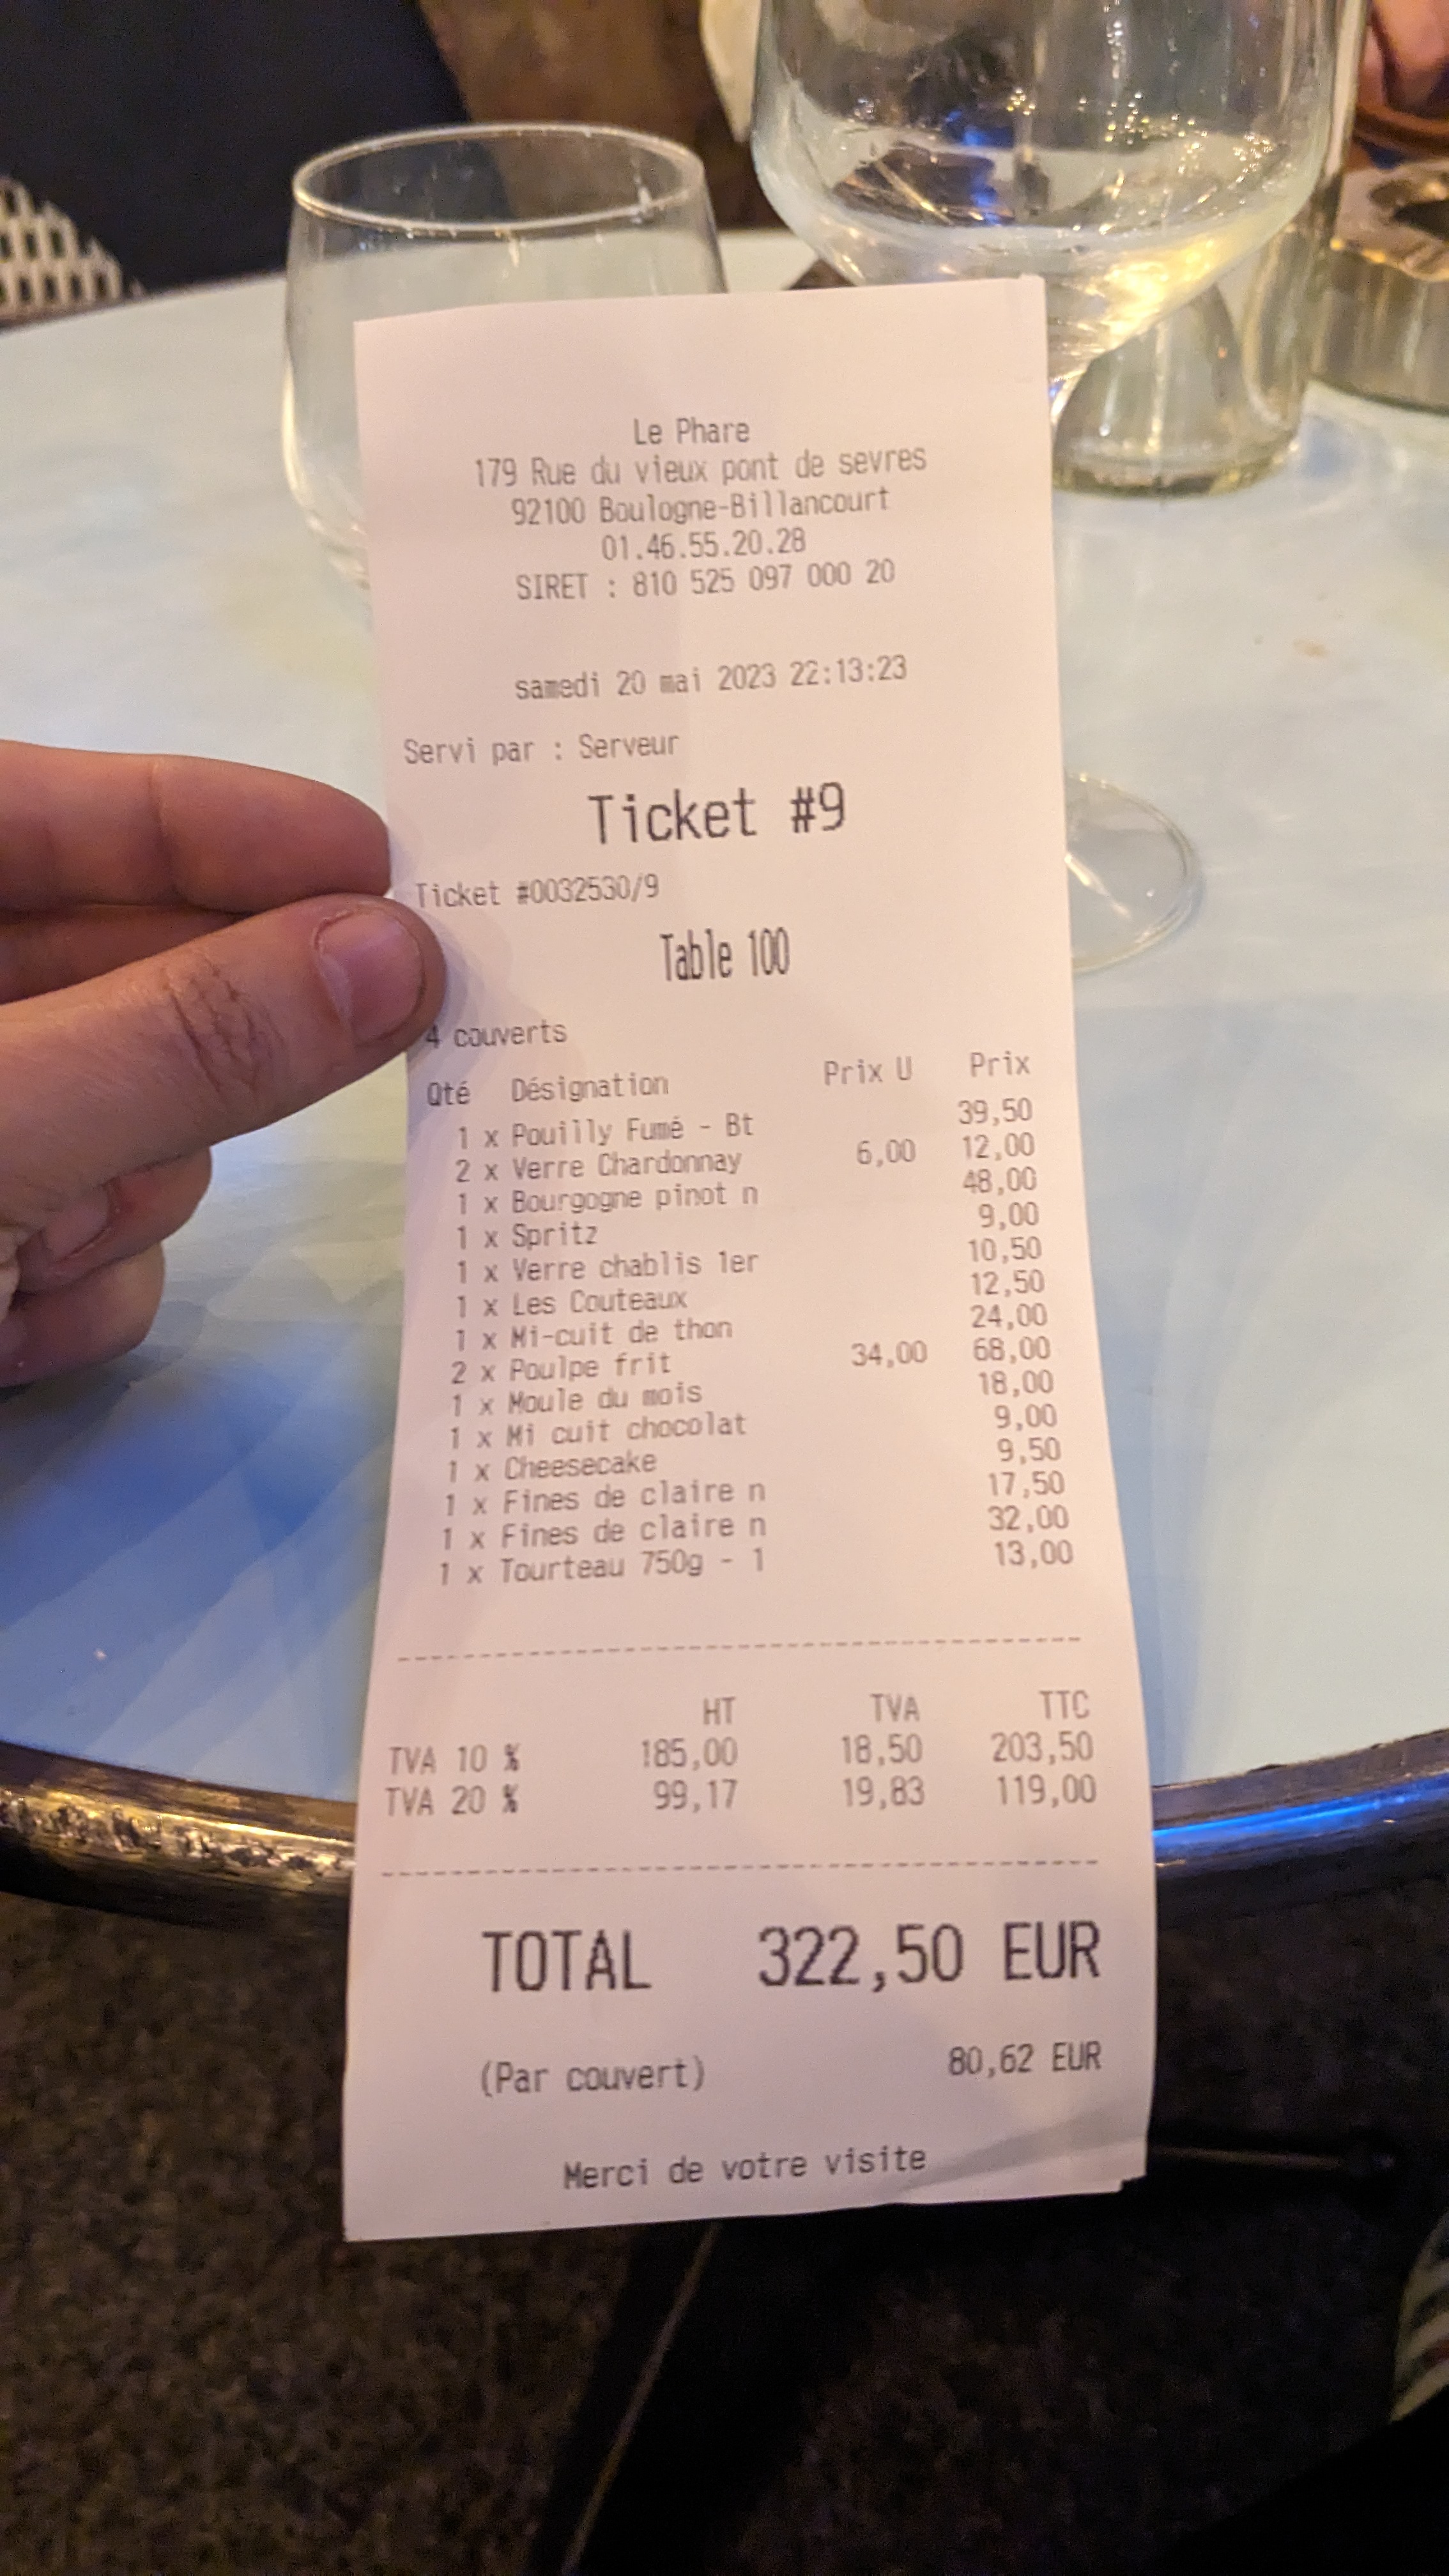 Le Phare
179 Rue du vieux pont de sevres
92100 Boulogne-Billancourt
01.46.55.20.28
SIRET : 810 525 097 000 20
samedi 20 mai 2023 22:13:23
Servi par : Serveur
Ticket #9
Ticket #0032530/9
Table 100
4 couverts
Qté Désignation Prix U Prix
1 x Pouilly Fumé - Bt 39,50
2 x Verre Chardonnay 6,00 12,00
1 x Bourgogne pinot n 48,00
1 x Spritz 9,00
1 x Verre chablis 1er 10,50
1 x Les Couteaux 12,50
1 x Mi-cuit de thon 24,00
2 x Poulpe frit 34,00 68,00
1 x Moule du mois 18,00
1 x Mi cuit chocolat 9,00
1 x Cheesecake 9,50
1 x Fines de claire n 17,50
1 x Fines de claire n 32,00
1 x Tourteau 750g - 1 13,00
HT TVA TTC
TVA 10 % 185,00 18,50 203,50
TVA 20 % 99,17 19,83 119,00
TOTAL 322,50 EUR
(Par couvert) 80,62 EUR
Merci de votre visite